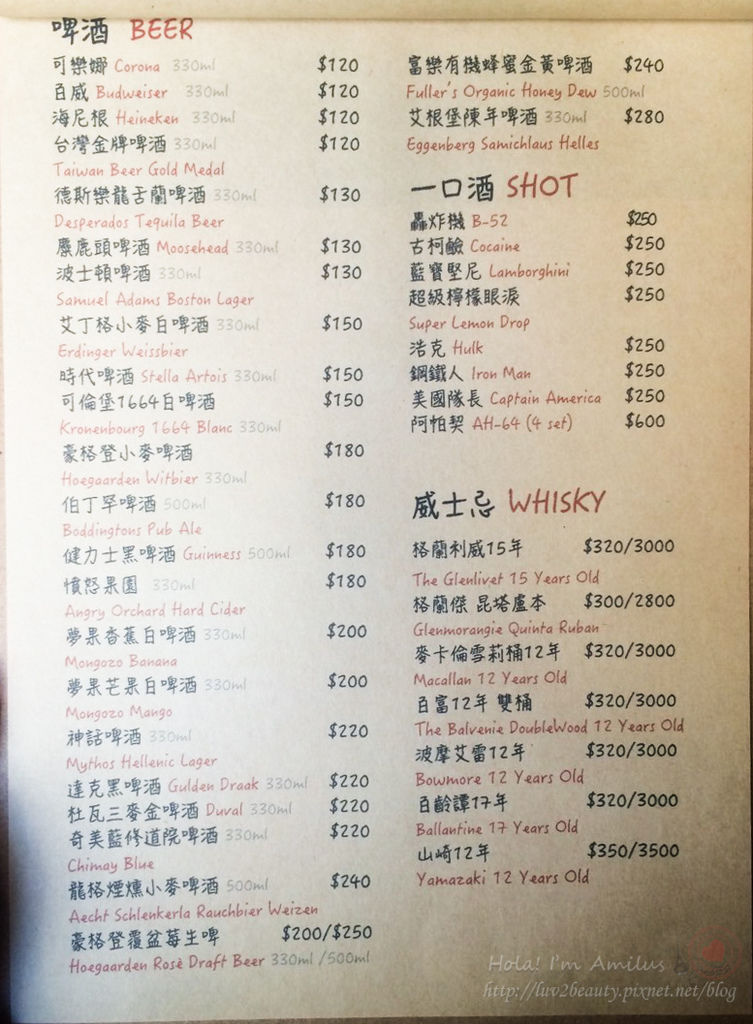 啤酒 BEER
可樂娜 Corona 330ml $120
百威 Budweiser 330ml $120
海尼根 Heineken 330ml $120
台灣金牌啤酒 330ml $120
Taiwan Beer Gold Medal
德斯樂龍舌蘭啤酒 330ml $130
Desperados Tequila Beer
麋鹿頭啤酒 Moosehead 330ml $130
波士頓啤酒 330ml $130
Samuel Adams Boston Lager
艾丁格小麥白啤酒 330ml $150
Erdinger Weissbier
時代啤酒 Stella Artois 330ml $150
可倫堡1664白啤酒 $150
Kronenbourg 1664 Blanc 330ml
豪格登小麥啤酒 $180
Hoegaarden Witbier 330ml
伯丁罕啤酒 500ml $180
Boddingtons Pub Ale
健力士黑啤酒 Guinness 500ml $180
憤怒果園 330ml $180
Angry Orchard Hard Cider
夢果香蕉白啤酒 330ml $200
Mongozo Banana
夢果芒果白啤酒 330ml $200
Mongozo Mango
神話啤酒 330ml $220
Mythos Hellenic Lager
達克黑啤酒 Gulden Draak 330ml $220
杜瓦三麥金啤酒 Duval 330ml $220
奇美藍修道院啤酒 330ml $220
Chimay Blue
龍格煙燻小麥啤酒 500ml $240
Aecht Schlenkerla Rauchbier Weizen
豪格登覆盆莓生啤 $200/$250
Hoegaarden Rosè Draft Beer 330ml /500ml
富樂有機蜂蜜金黃啤酒 $240
Fuller's Organic Honey Dew 500ml
艾根堡陳年啤酒 330ml $280
Eggenberg Samichlaus Helles
一口酒 SHOT
轟炸機 B-52 $250
古柯鹼 Cocaine $250
藍寶堅尼 Lamborghini $250
超級檸檬眼淚 $250
Super Lemon Drop
浩克 Hulk $250
鋼鐵人 Iron Man $250
美國隊長 Captain America $250
阿帕契 AH-64 (4 set) $600
威士忌 WHISKY
格蘭利威15年 $320/3000
The Glenlivet 15 Years Old
格蘭傑 昆塔盧本 $300/2800
Glenmorangie Quinta Ruban
麥卡倫雪莉桶12年 $320/3000
Macallan 12 Years Old
百富12年 雙桶 $320/3000
The Balvenie DoubleWood 12 Years Old
波摩艾雷12年 $320/3000
Bowmore 12 Years Old
百齡譚17年 $320/3000
Ballantine 17 Years Old
山崎12年 $350/3500
Yamazaki 12 Years Old
Hola! I'm Amilus
http://luv2beauty.pixnet.net/blog